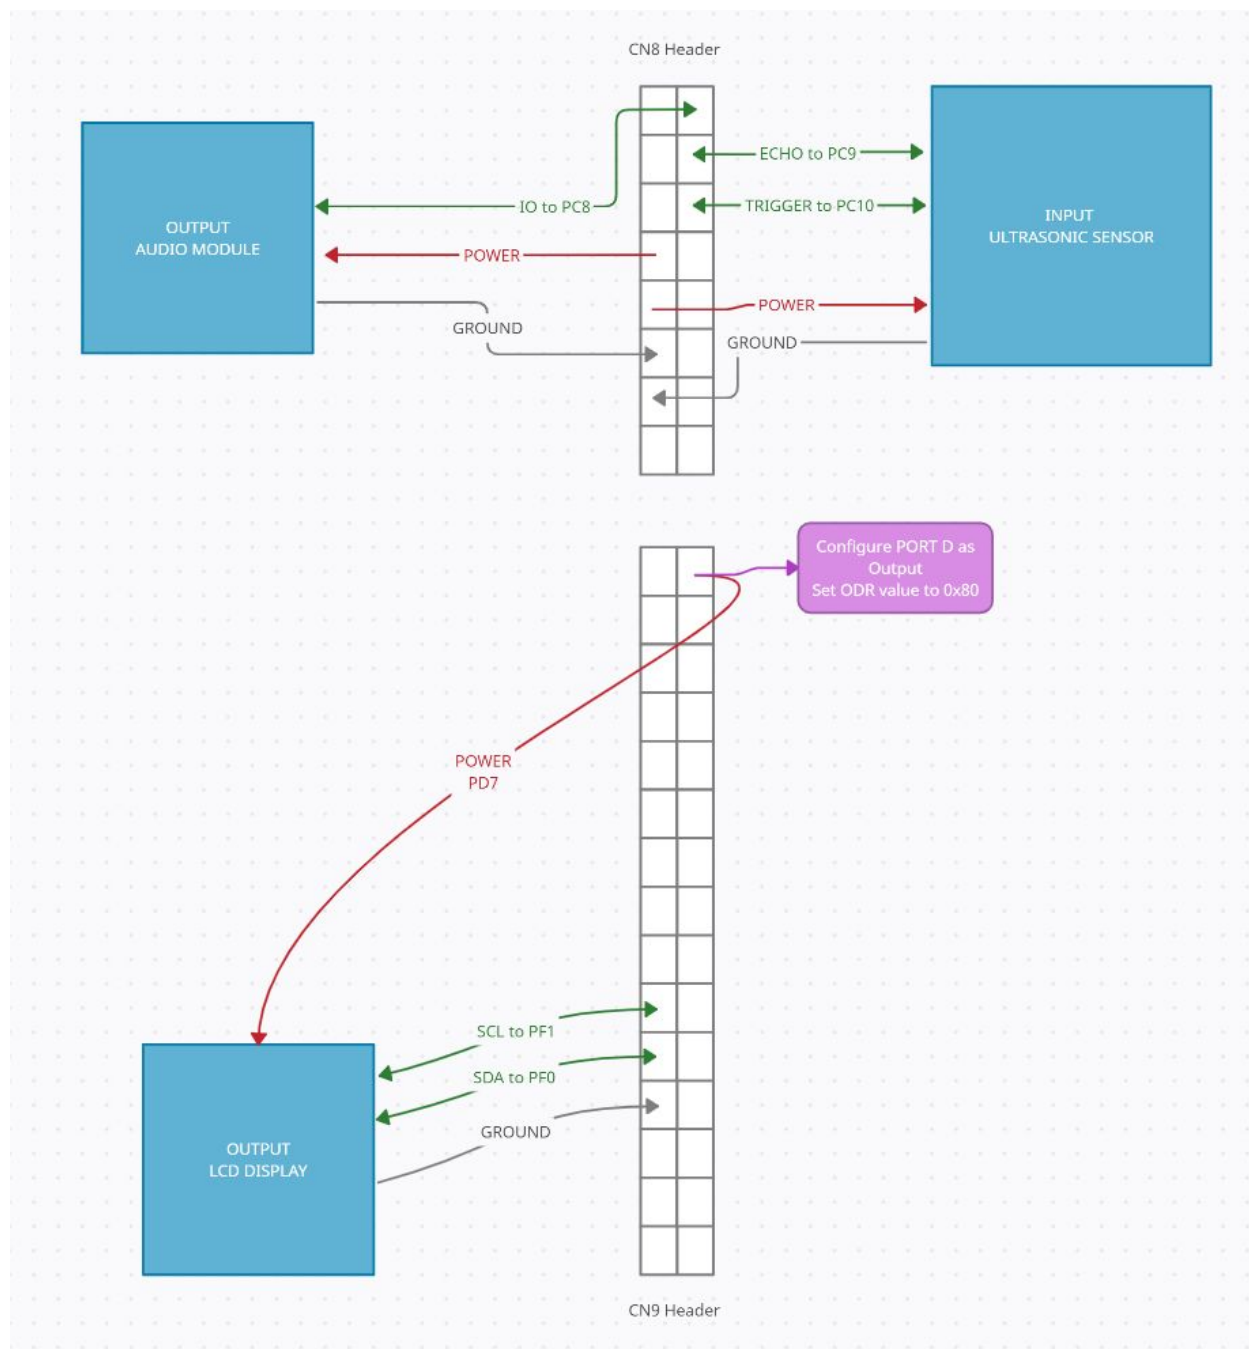 CN8 Header
ECHO to PC9
IO to PC8
TRIGGER to PC10
INPUT
ULTRASONIC SENSOR
OUTPUT
AUDIO MODULE
POWER
POWER
GROUND
GROUND
Configure PORT D as
Output
Set ODR value to 0x80
POWER
PD7
SCL to PF1
SDA to PF0
GROUND
OUTPUT
LCD DISPLAY
CN9 Header